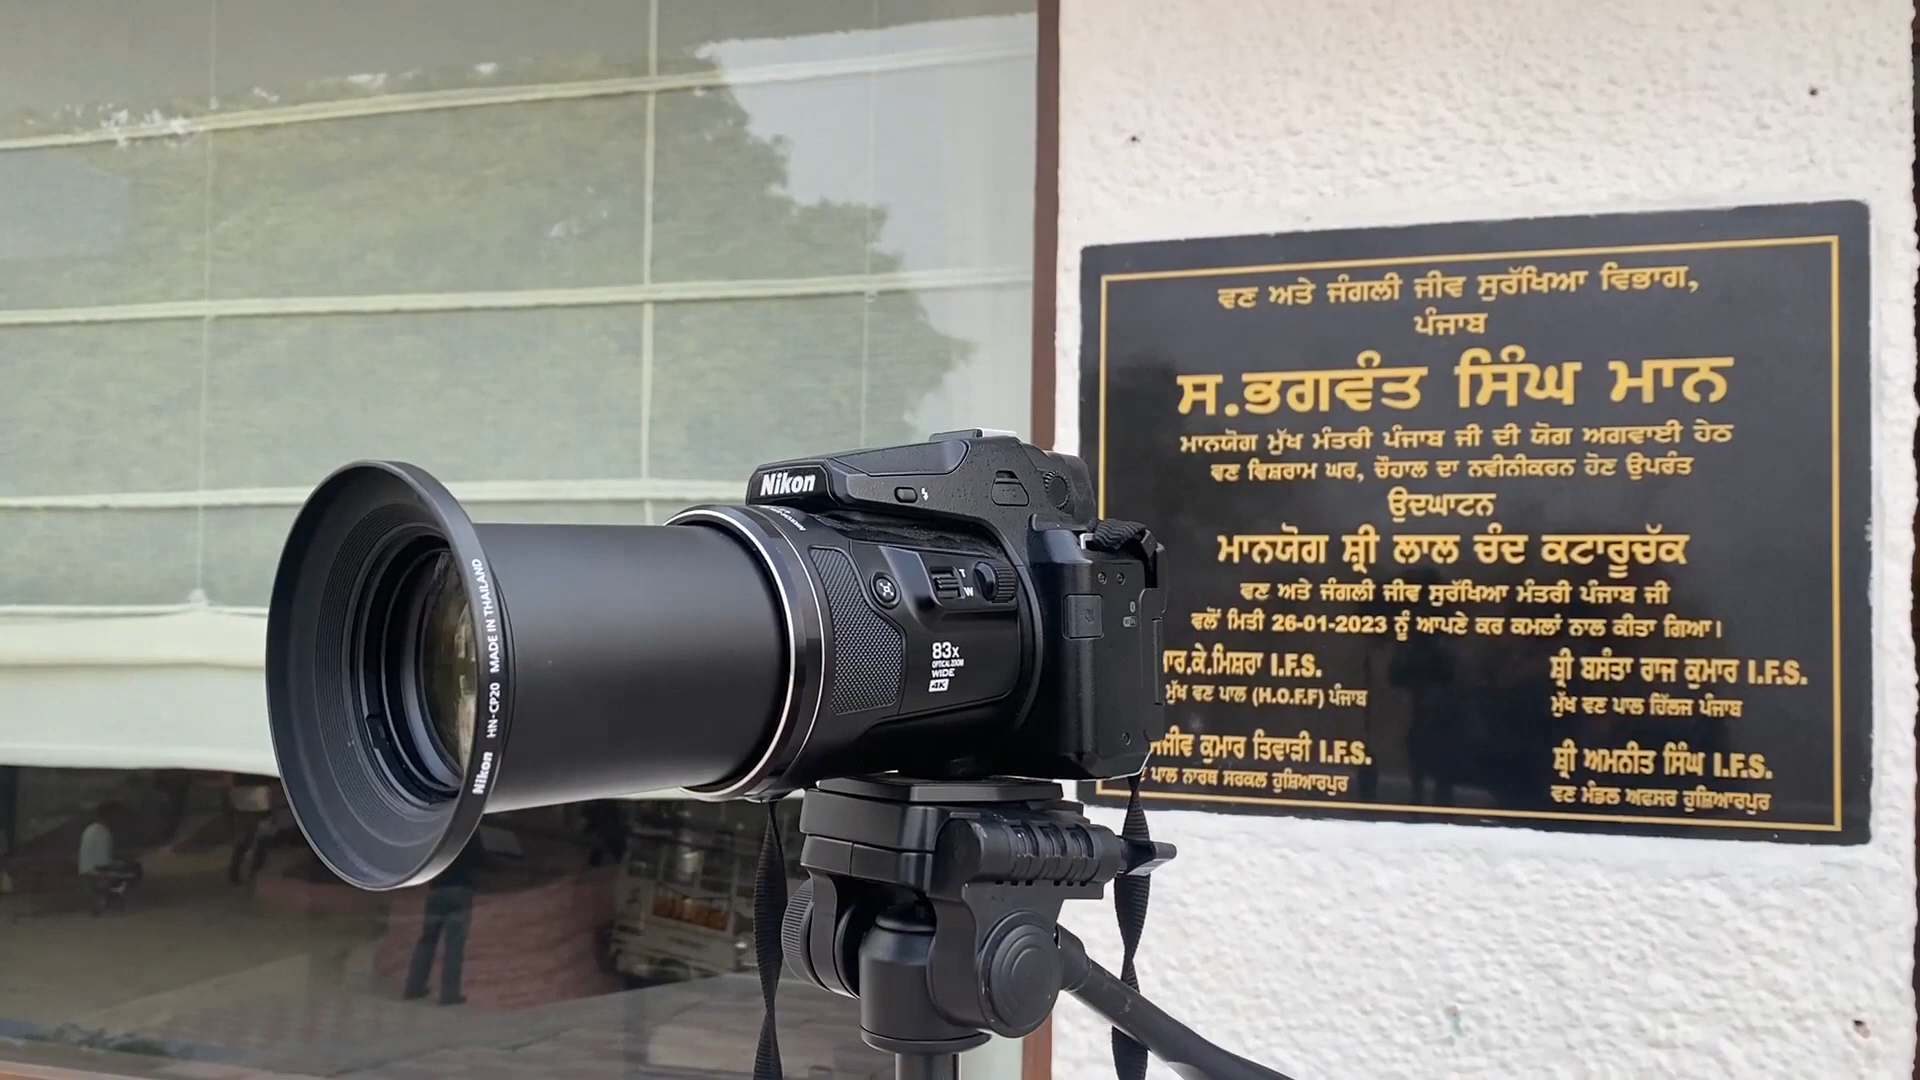 ਵਣ ਅਤੇ ਜੰਗਲੀ ਜੀਵ ਸੁਰੱਖਿਆ ਵਿਭਾਗ,
ਪੰਜਾਬ
ਸ.ਭਗਵੰਤ ਸਿੰਘ ਮਾਨ
ਮਾਨਯੋਗ ਮੁੱਖ ਮੰਤਰੀ ਪੰਜਾਬ ਜੀ ਦੀ ਯੋਗ ਅਗਵਾਈ ਹੇਠ
ਵਣ ਵਿਸ਼ਰਾਮ ਘਰ, ਚੌਹਾਲ ਦਾ ਨਵੀਨੀਕਰਨ ਹੋਣ ਉਪਰੰਤ
ਉਦਘਾਟਨ
ਮਾਨਯੋਗ ਸ਼੍ਰੀ ਲਾਲ ਚੰਦ ਕਟਾਰੂਚੱਕ
ਵਣ ਅਤੇ ਜੰਗਲੀ ਜੀਵ ਸੁਰੱਖਿਆ ਮੰਤਰੀ ਪੰਜਾਬ ਜੀ
ਵਲੋਂ ਮਿਤੀ 26-01-2023 ਨੂੰ ਆਪਣੇ ਕਰ ਕਮਲਾਂ ਨਾਲ ਕੀਤਾ ਗਿਆ।
ਆਰ.ਕੇ.ਮਿਸ਼ਰਾ I.F.S.
ਮੁੱਖ ਵਣ ਪਾਲ (H.O.F.F) ਪੰਜਾਬ
ਸ਼੍ਰੀ ਬਸੰਤਾ ਰਾਜ ਕੁਮਾਰ I.F.S.
ਮੁੱਖ ਵਣ ਪਾਲ ਹਿੱਲਜ ਪੰਜਾਬ
ਕੁਮਾਰ ਤਿਵਾੜੀ I.F.S.
ਪਾਲ ਨਾਰਥ ਸਰਕਲ ਹੁਸ਼ਿਆਰਪੁਰ
ਸ਼੍ਰੀ ਅਮਨੀਤ ਸਿੰਘ I.F.S.
ਵਣ ਮੰਡਲ ਅਫਸਰ ਹੁਸ਼ਿਆਰਪੁਰ
Nikon
T
W
83x
OPTICAL ZOOM
WIDE
4K
Nikon HN-CP20 MADE IN THAILAND